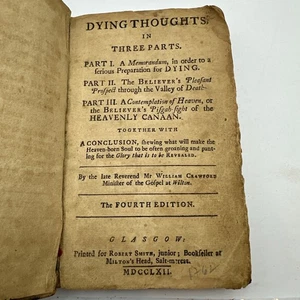 DYING THOUGHTS.
IN
THREE PARTS.
PART I. A Memorandum, in order to a
serious Preparation for DYING.
PART II. The BELIEVER's Pleasant
Prospect through the Valley of Death.
PART III. A Contemplation of Heaven, or
the BELIEVER's Pisgah-sight of the
HEAVENLY CANAAN.
TOGETHER WITH
A CONCLUSION, shewing what will make the
Heaven-born Soul to be often groaning and pant-
ing for the Glory that is to be REVEALED.
By the late Reverend Mr WILLIAM CRAWFORD
Minister of the Gospel at Wilton.
The FOURTH EDITION.
GLASGOW:
Printed for ROBERT SMITH, junior; Bookseller at
MILTON's Head, Salt-mercat.
MDCCLXII.
1762